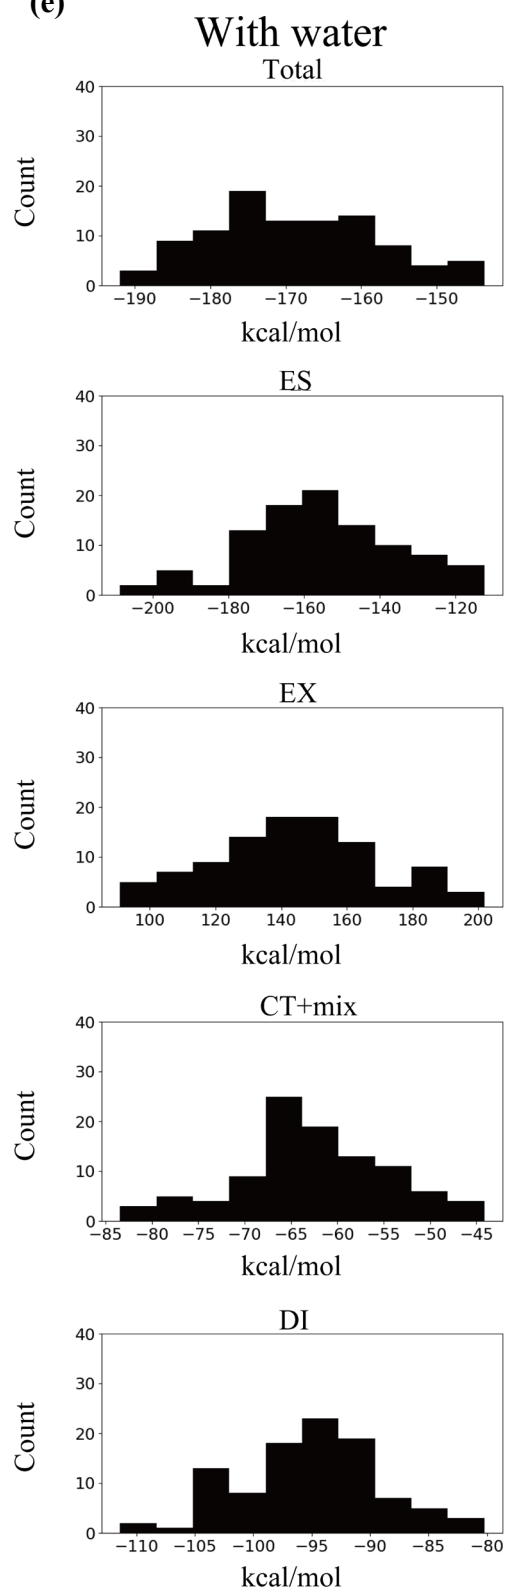 (e)
With water
Total
40
30
20
10
0
Count
−190 −180 −170 −160 −150
kcal/mol
ES
40
30
20
10
0
Count
−200 −180 −160 −140 −120
kcal/mol
EX
40
30
20
10
0
Count
100 120 140 160 180 200
kcal/mol
CT+mix
40
30
20
10
0
Count
−85 −80 −75 −70 −65 −60 −55 −50 −45
kcal/mol
DI
40
30
20
10
0
Count
−110 −105 −100 −95 −90 −85 −80
kcal/mol